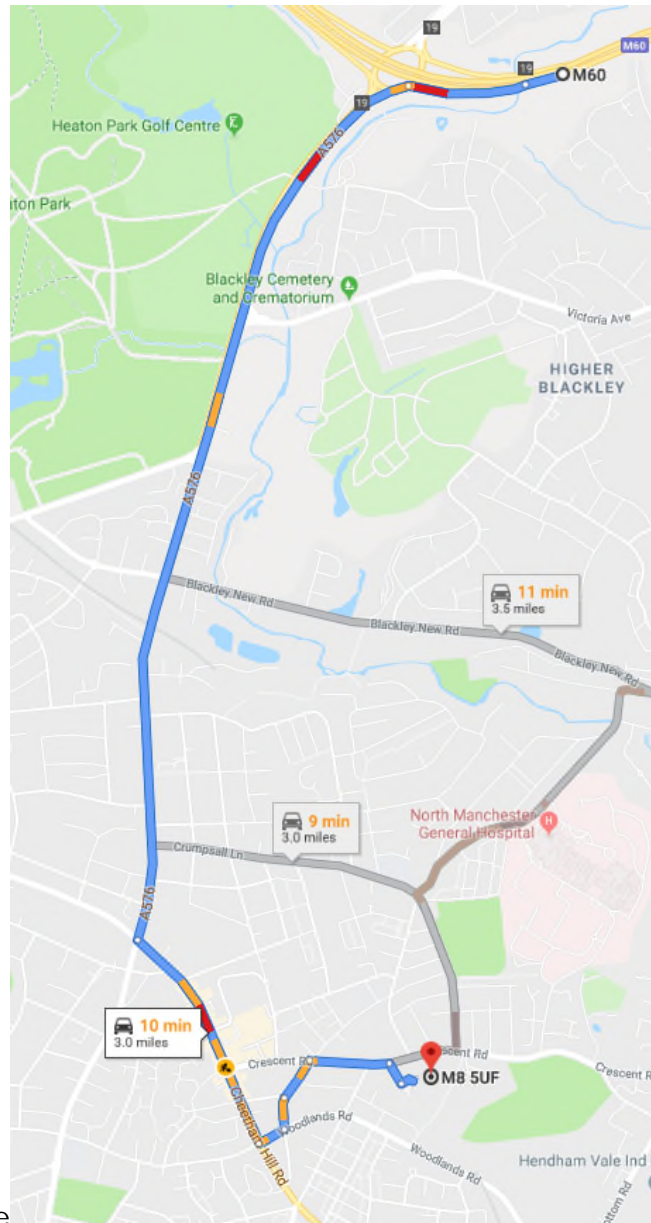 19
M60
19
M60
19
Heaton Park Golf Centre
A576
aton Park
Blackley Cemetery
and Crematorium
Victoria Ave
HIGHER
BLACKLEY
A576
11 min
3.5 miles
Blackley New Rd
Blackley New Rd
Blackley New Rd
9 min
3.0 miles
North Manchester
General Hospital
H
Crumpsall Ln
A576
10 min
3.0 miles
Crescent Rd
escent Rd
Crescent R
M8 5UF
Cheetham Hill Rd
Woodlands Rd
Woodlands Rd
Hendham Vale Ind
ottom Rd
e